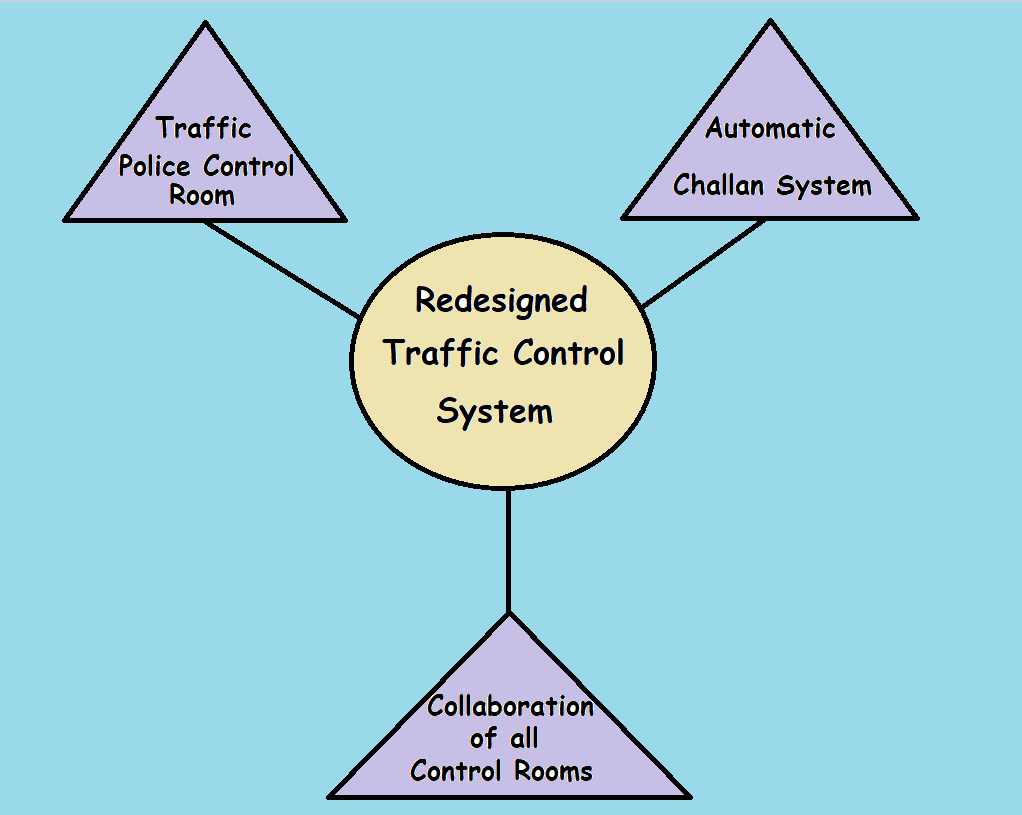 Traffic
Police Control
Room
Automatic
Challan System
Redesigned
Traffic Control
System
Collaboration
of all
Control Rooms